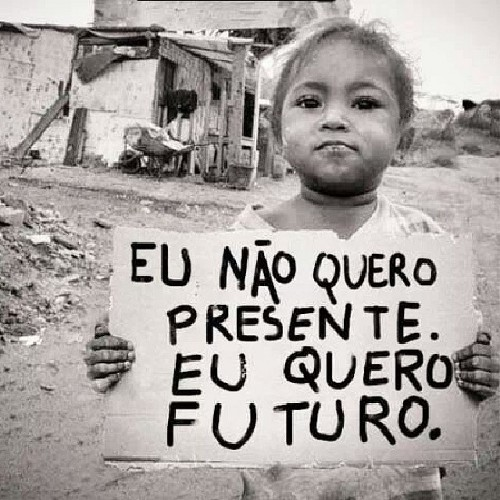 EU NÃO QUERO
PRESENTE.
EU QUERO
FUTURO.